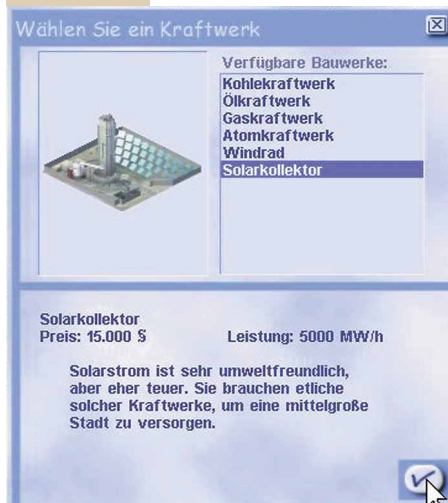 Wählen Sie ein Kraftwerk
Verfügbare Bauwerke:
Kohlekraftwerk
Ölkraftwerk
Gaskraftwerk
Atomkraftwerk
Windrad
Solarkollektor
Solarkollektor
Preis: 15.000 §
Leistung: 5000 MW/h
Solarstrom ist sehr umweltfreundlich,
aber eher teuer. Sie brauchen etliche
solcher Kraftwerke, um eine mittelgroße
Stadt zu versorgen.